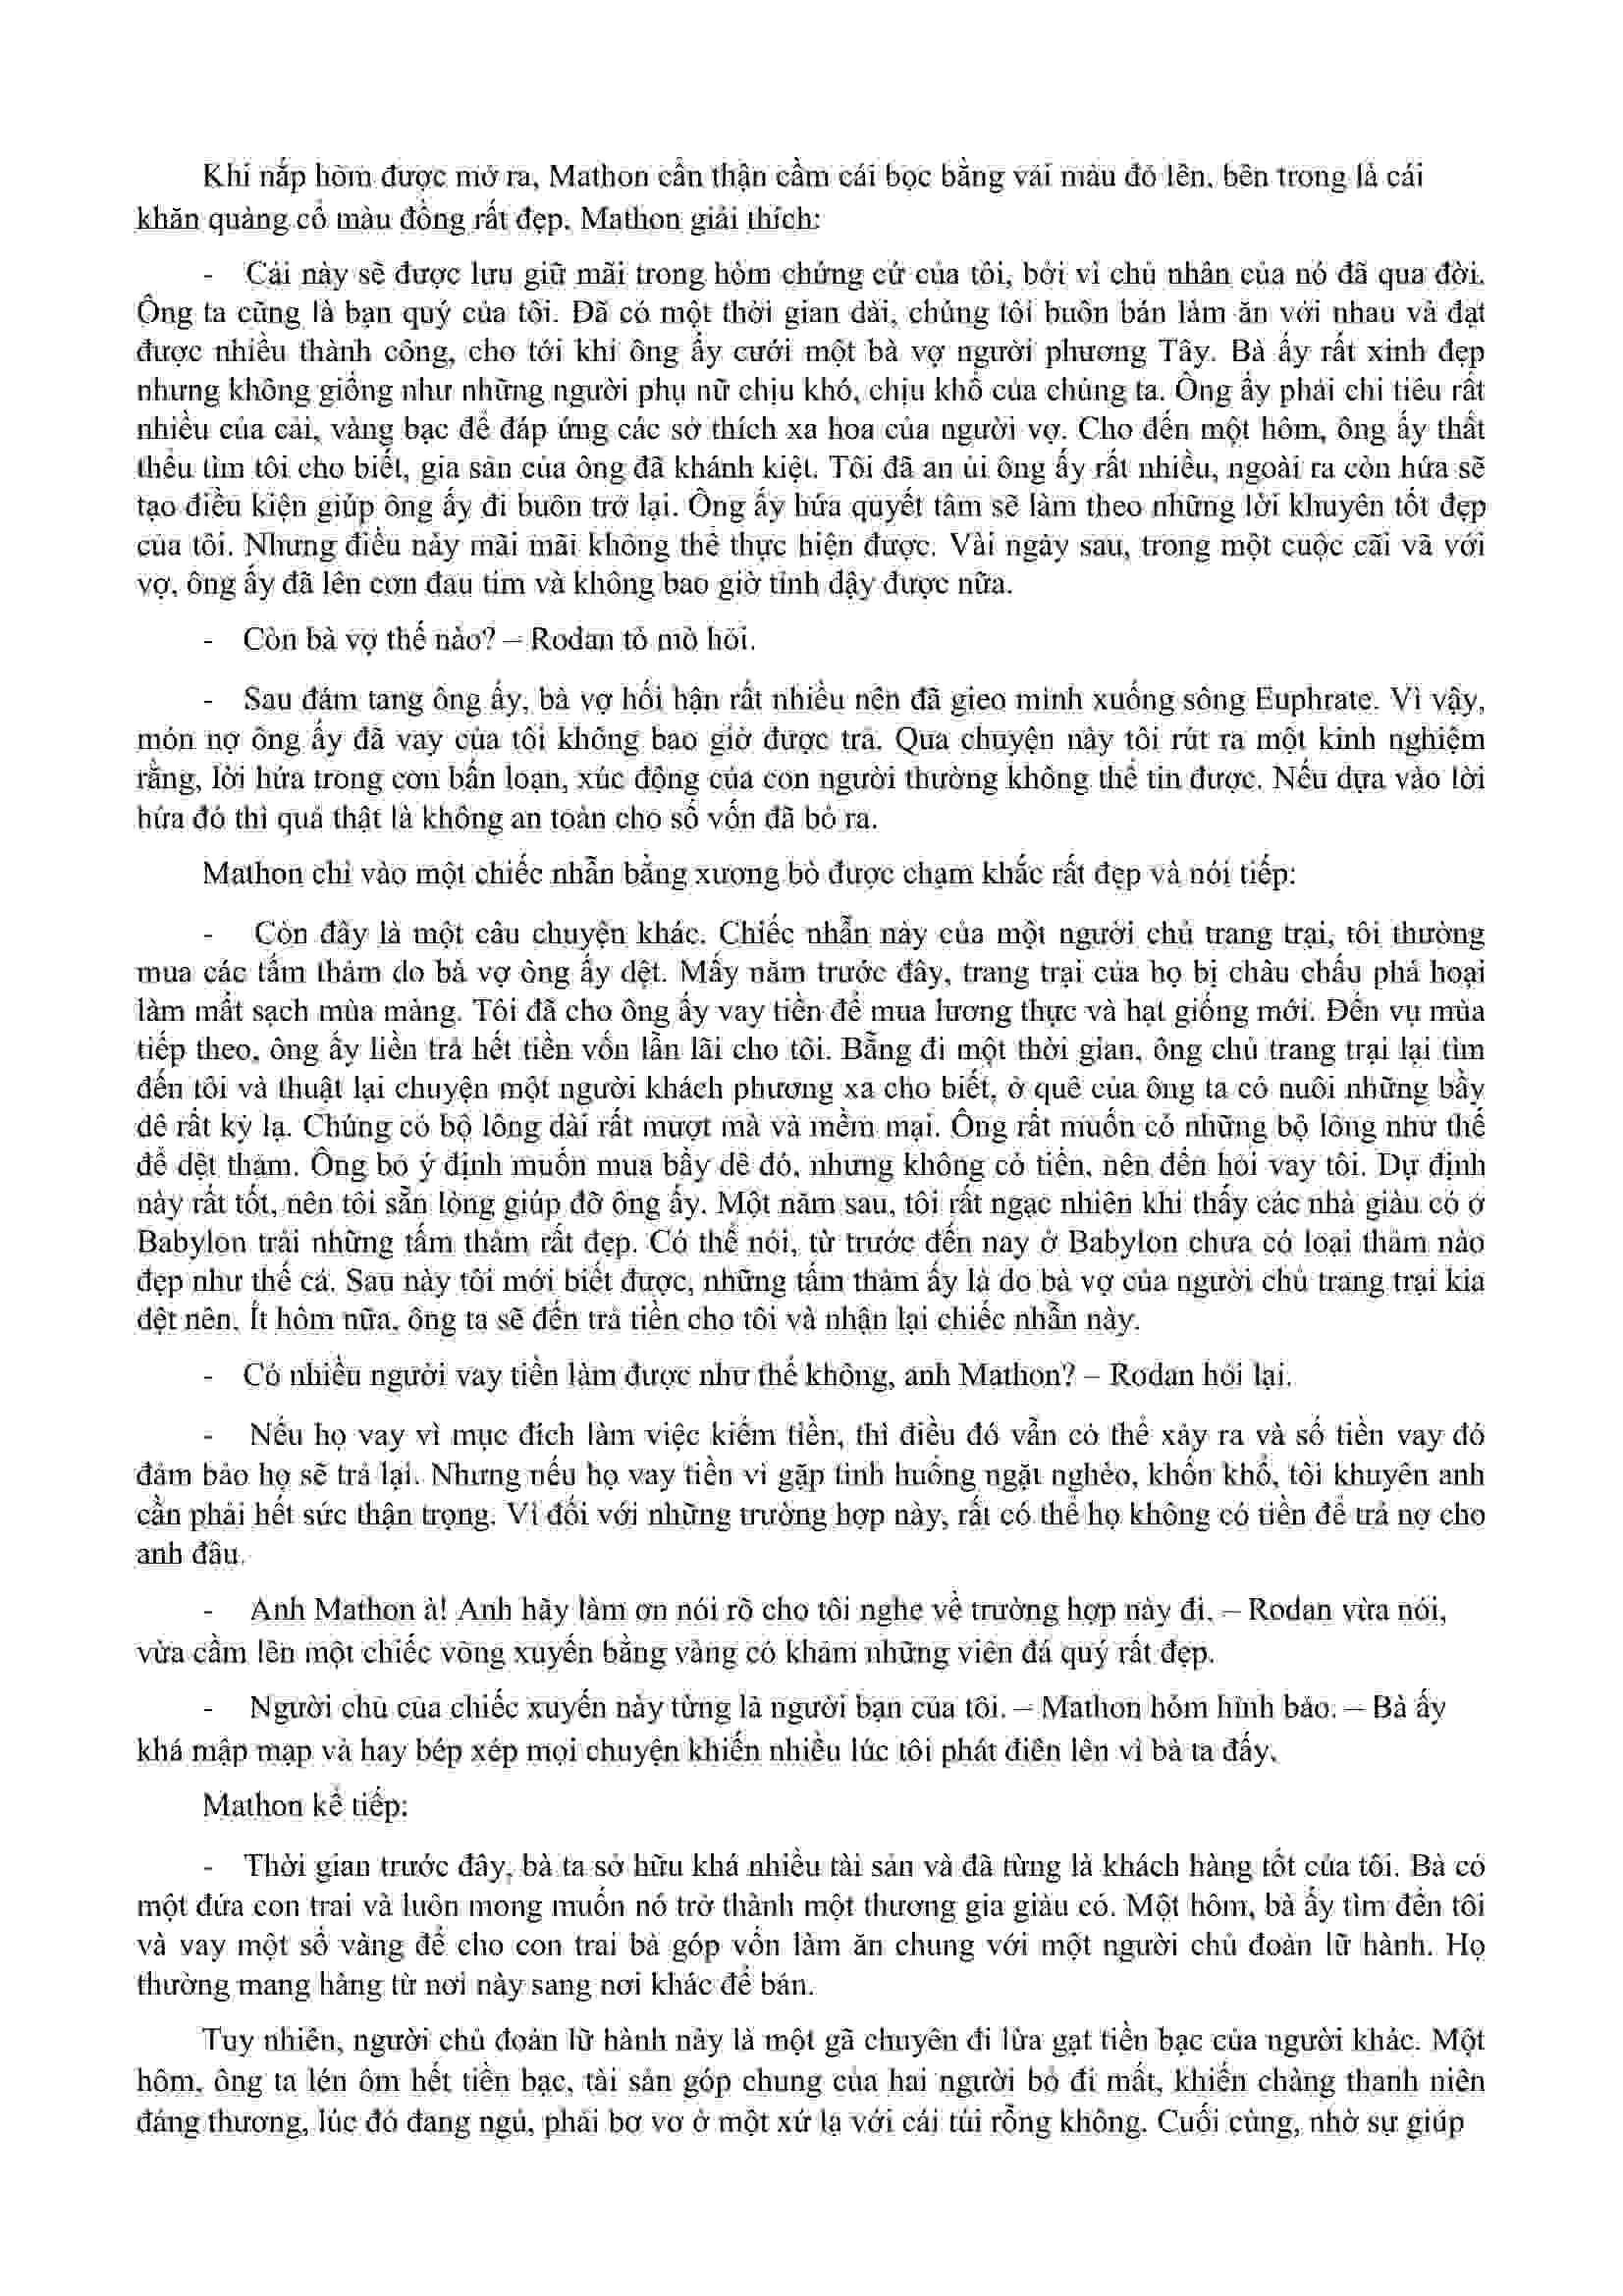 Khi nắp hòm được mở ra, Mathon cẩn thận cầm cái bọc bằng vải màu đỏ lên, bên trong là cái
khăn quàng cổ màu đồng rất đẹp. Mathon giải thích:
- Cái này sẽ được lưu giữ mãi trong hòm chứng cứ của tôi, bởi vì chủ nhân của nó đã qua đời.
Ông ta cũng là bạn quý của tôi. Đã có một thời gian dài, chúng tôi buôn bán làm ăn với nhau và đạt
được nhiều thành công, cho tới khi ông ấy cưới một bà vợ người phương Tây. Bà ấy rất xinh đẹp
nhưng không giống như những người phụ nữ chịu khó, chịu khổ của chúng ta. Ông ấy phải chi tiêu rất
nhiều của cải, vàng bạc để đáp ứng các sở thích xa hoa của người vợ. Cho đến một hôm, ông ấy thất
thểu tìm tôi cho biết, gia sản của ông đã khánh kiệt. Tôi đã an ủi ông ấy rất nhiều, ngoài ra còn hứa sẽ
tạo điều kiện giúp ông ấy đi buôn trở lại. Ông ấy hứa quyết tâm sẽ làm theo những lời khuyên tốt đẹp
của tôi. Nhưng điều này mãi mãi không thể thực hiện được. Vài ngày sau, trong một cuộc cãi vã với
vợ, ông ấy đã lên cơn đau tim và không bao giờ tỉnh dậy được nữa.
- Còn bà vợ thế nào? – Rodan tò mò hỏi.
- Sau đám tang ông ấy, bà vợ hối hận rất nhiều nên đã gieo mình xuống sông Euphrate. Vì vậy,
món nợ ông ấy đã vay của tôi không bao giờ được trả. Qua chuyện này tôi rút ra một kinh nghiệm
rằng, lời hứa trong cơn bấn loạn, xúc động của con người thường không thể tin được. Nếu dựa vào lời
hứa đó thì quả thật là không an toàn cho số vốn đã bỏ ra.
Mathon chỉ vào một chiếc nhẫn bằng xương bò được chạm khắc rất đẹp và nói tiếp:
- Còn đây là một câu chuyện khác. Chiếc nhẫn này của một người chủ trang trại, tôi thường
mua các tấm thảm do bà vợ ông ấy dệt. Mấy năm trước đây, trang trại của họ bị châu chấu phá hoại
làm mất sạch mùa màng. Tôi đã cho ông ấy vay tiền để mua lương thực và hạt giống mới. Đến vụ mùa
tiếp theo, ông ấy liền trả hết tiền vốn lẫn lãi cho tôi. Bẵng đi một thời gian, ông chủ trang trại lại tìm
đến tôi và thuật lại chuyện một người khách phương xa cho biết, ở quê của ông ta có nuôi những bầy
dê rất kỳ lạ. Chúng có bộ lông dài rất mượt mà và mềm mại. Ông rất muốn có những bộ lông như thế
để dệt thảm. Ông bỏ ý định muốn mua bầy dê đó, nhưng không có tiền, nên đến hỏi vay tôi. Dự định
này rất tốt, nên tôi sẵn lòng giúp đỡ ông ấy. Một năm sau, tôi rất ngạc nhiên khi thấy các nhà giàu có ở
Babylon trải những tấm thảm rất đẹp. Có thể nói, từ trước đến nay ở Babylon chưa có loại thảm nào
đẹp như thế cả. Sau này tôi mới biết được, những tấm thảm ấy là do bà vợ của người chủ trang trại kia
dệt nên. Ít hôm nữa, ông ta sẽ đến trả tiền cho tôi và nhận lại chiếc nhẫn này.
- Có nhiều người vay tiền làm được như thế không, anh Mathon? – Rodan hỏi lại.
- Nếu họ vay vì mục đích làm việc kiếm tiền, thì điều đó vẫn có thể xảy ra và số tiền vay đó
đảm bảo họ sẽ trả lại. Nhưng nếu họ vay tiền vì gặp tình huống ngặt nghèo, khốn khổ, tôi khuyên anh
cần phải hết sức thận trọng. Vì đối với những trường hợp này, rất có thể họ không có tiền để trả nợ cho
anh đâu.
- Anh Mathon à! Anh hãy làm ơn nói rõ cho tôi nghe về trường hợp này đi. – Rodan vừa nói,
vừa cầm lên một chiếc vòng xuyến bằng vàng có khảm những viên đá quý rất đẹp.
- Người chủ của chiếc xuyến này từng là người bạn của tôi. – Mathon hóm hỉnh bảo. – Bà ấy
khá mập mạp và hay bép xép mọi chuyện khiến nhiều lúc tôi phát điên lên vì bà ta đấy.
Mathon kể tiếp:
- Thời gian trước đây, bà ta sở hữu khá nhiều tài sản và đã từng là khách hàng tốt của tôi. Bà có
một đứa con trai và luôn mong muốn nó trở thành một thương gia giàu có. Một hôm, bà ấy tìm đến tôi
và vay một số vàng để cho con trai bà góp vốn làm ăn chung với một người chủ đoàn lữ hành. Họ
thường mang hàng từ nơi này sang nơi khác để bán.
Tuy nhiên, người chủ đoàn lữ hành này là một gã chuyên đi lừa gạt tiền bạc của người khác. Một
hôm, ông ta lén ôm hết tiền bạc, tài sản góp chung của hai người bỏ đi mất, khiến chàng thanh niên
đáng thương, lúc đó đang ngủ, phải bơ vơ ở một xứ lạ với cái túi rỗng không. Cuối cùng, nhờ sự giúp